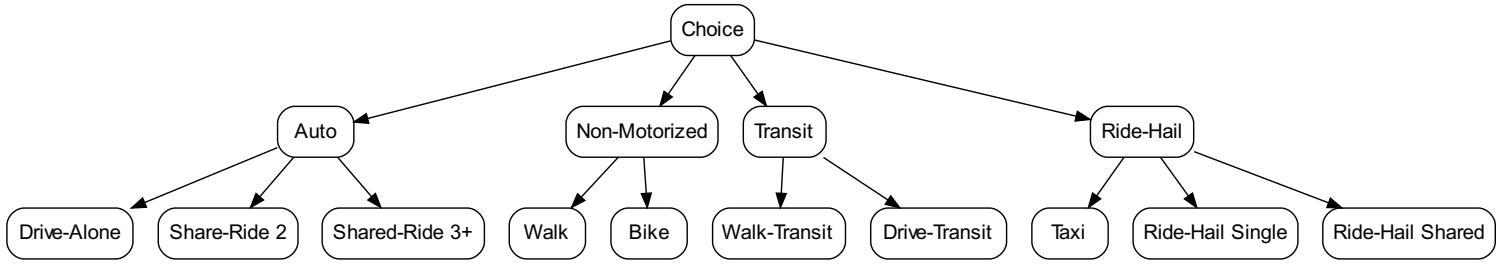 Choice
Auto
Non-Motorized
Transit
Ride-Hail
Drive-Alone
Share-Ride 2
Shared-Ride 3+
Walk
Bike
Walk-Transit
Drive-Transit
Taxi
Ride-Hail Single
Ride-Hail Shared